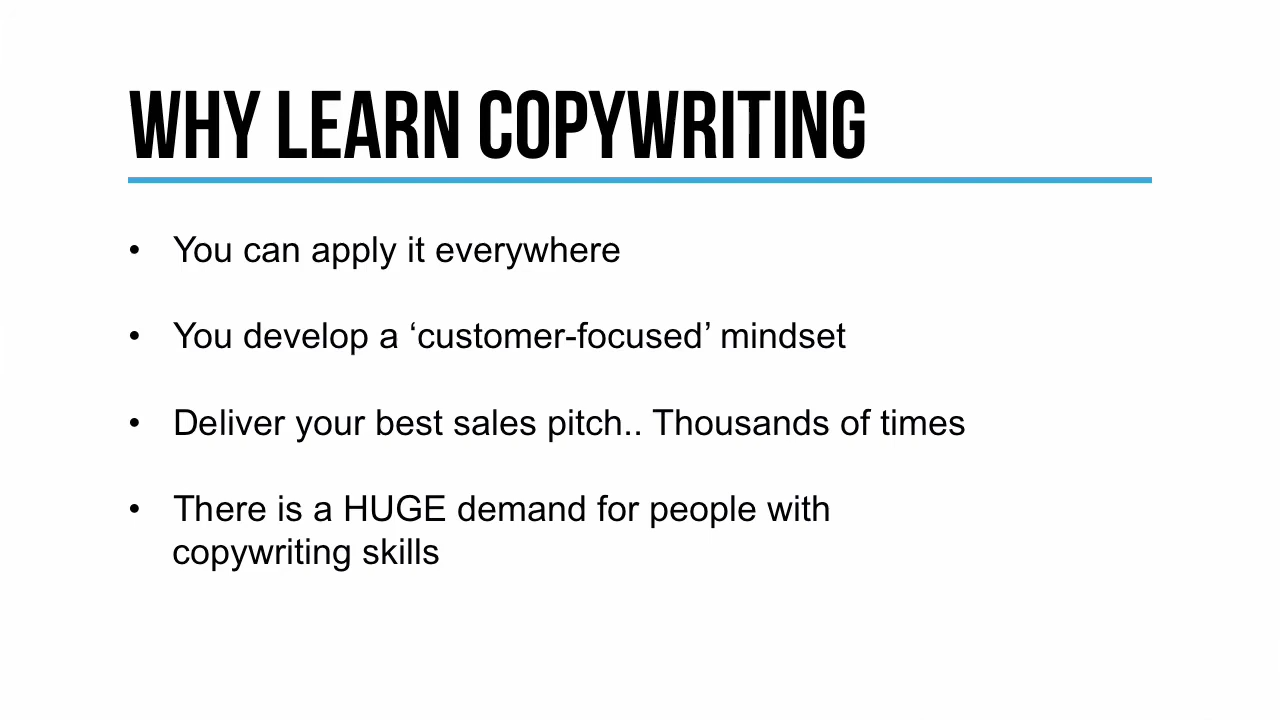 WHY LEARN COPYWRITING
• You can apply it everywhere
• You develop a ‘customer-focused’ mindset
• Deliver your best sales pitch.. Thousands of times
• There is a HUGE demand for people with
copywriting skills